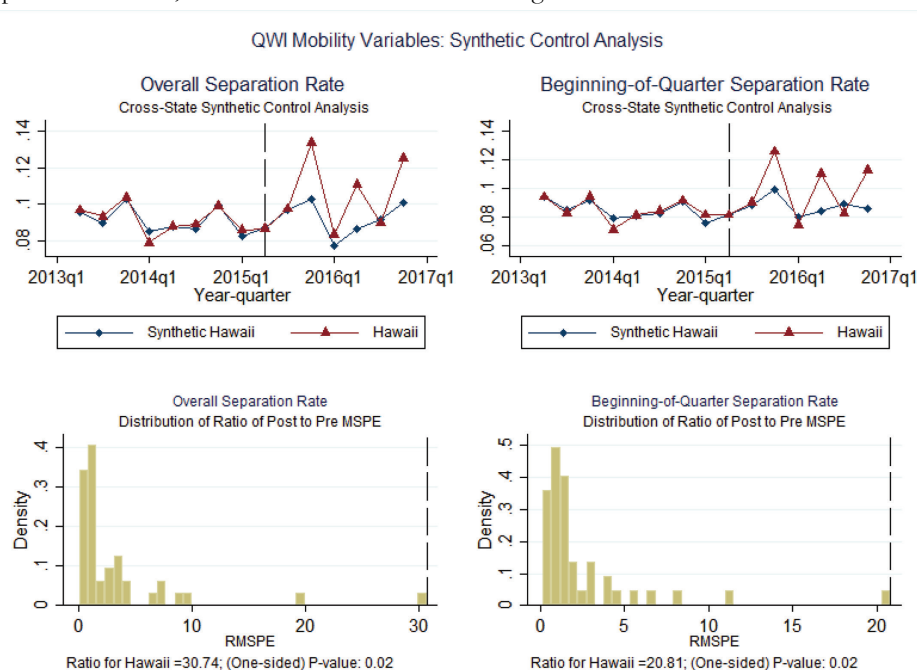 QWI Mobility Variables: Synthetic Control Analysis
Overall Separation Rate
Cross-State Synthetic Control Analysis
.14
.12
.1
.08
2013q1 2014q1 2015q1 2016q1 2017q1
Year-quarter
Synthetic Hawaii Hawaii
Beginning-of-Quarter Separation Rate
Cross-State Synthetic Control Analysis
.14
.12
.1
.08
.06
2013q1 2014q1 2015q1 2016q1 2017q1
Year-quarter
Synthetic Hawaii Hawaii
Overall Separation Rate
Distribution of Ratio of Post to Pre MSPE
Density
.4
.3
.2
.1
0
0 10 20 30
RMSPE
Ratio for Hawaii =30.74; (One-sided) P-value: 0.02
Beginning-of-Quarter Separation Rate
Distribution of Ratio of Post to Pre MSPE
Density
.5
.4
.3
.2
.1
0
0 5 10 15 20
RMSPE
Ratio for Hawaii =20.81; (One-sided) P-value: 0.02